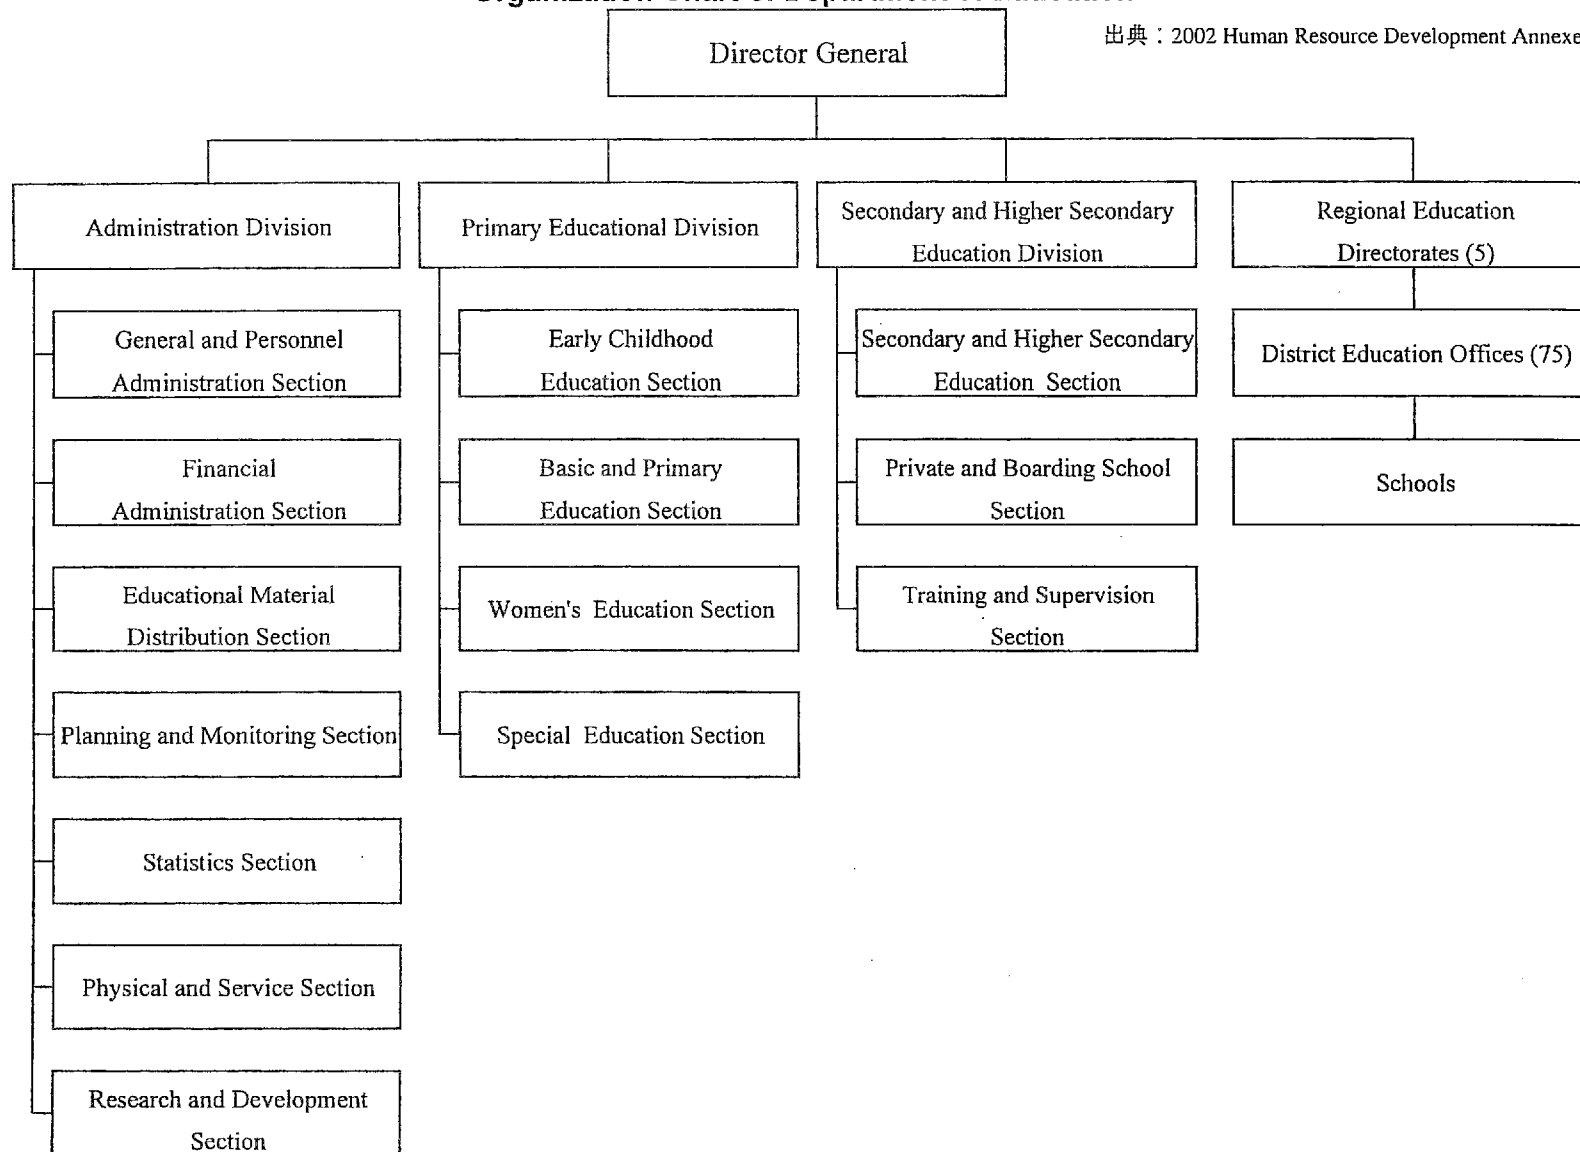 出典：2002 Human Resource Development Annexe
Director General
Administration Division
Primary Educational Division
Secondary and Higher Secondary
Education Division
Regional Education
Directorates (5)
General and Personnel
Administration Section
Financial
Administration Section
Educational Material
Distribution Section
Planning and Monitoring Section
Statistics Section
Physical and Service Section
Research and Development
Section
Early Childhood
Education Section
Basic and Primary
Education Section
Women's Education Section
Special Education Section
Secondary and Higher Secondary
Education Section
Private and Boarding School
Section
Training and Supervision
Section
District Education Offices (75)
Schools